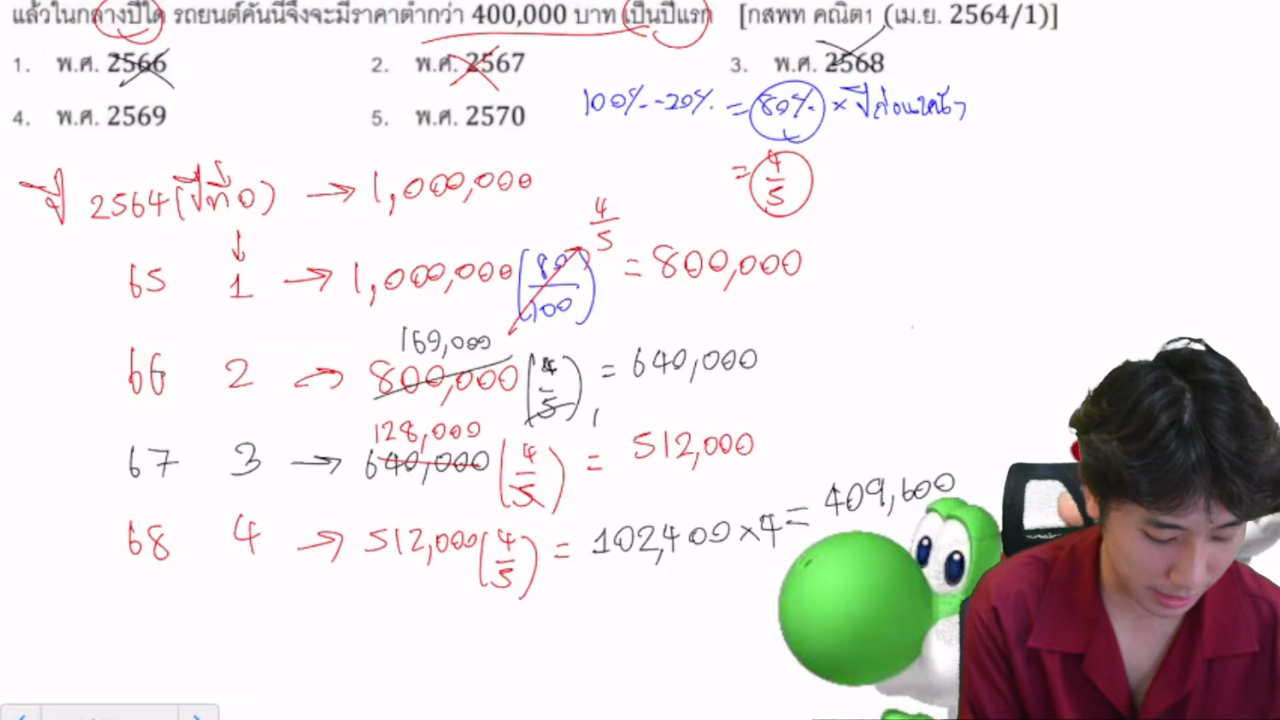 แล้วในกลางปีใด รถยนต์คันนี้จึงจะมีราคาต่ำกว่า 400,000 บาท เป็นปีแรก [กสพท คณิต1 (เม.ย. 2564/1)]
1. พ.ศ. 2566 2. พ.ศ. 2567 3. พ.ศ. 2568
4. พ.ศ. 2569 5. พ.ศ. 2570
100% - 20% = 80% × ปีก่อนหน้า
= 4/5
ปี 2564 (ปีที่ 0) → 1,000,000
65 1 → 1,000,000 (80/100) 4/5 = 800,000
169,000
66 2 → 800,000 (4/5) = 640,000
128,000
67 3 → 640,000 (4/5) = 512,000
68 4 → 512,000 (4/5) = 102,400 × 4 = 409,600